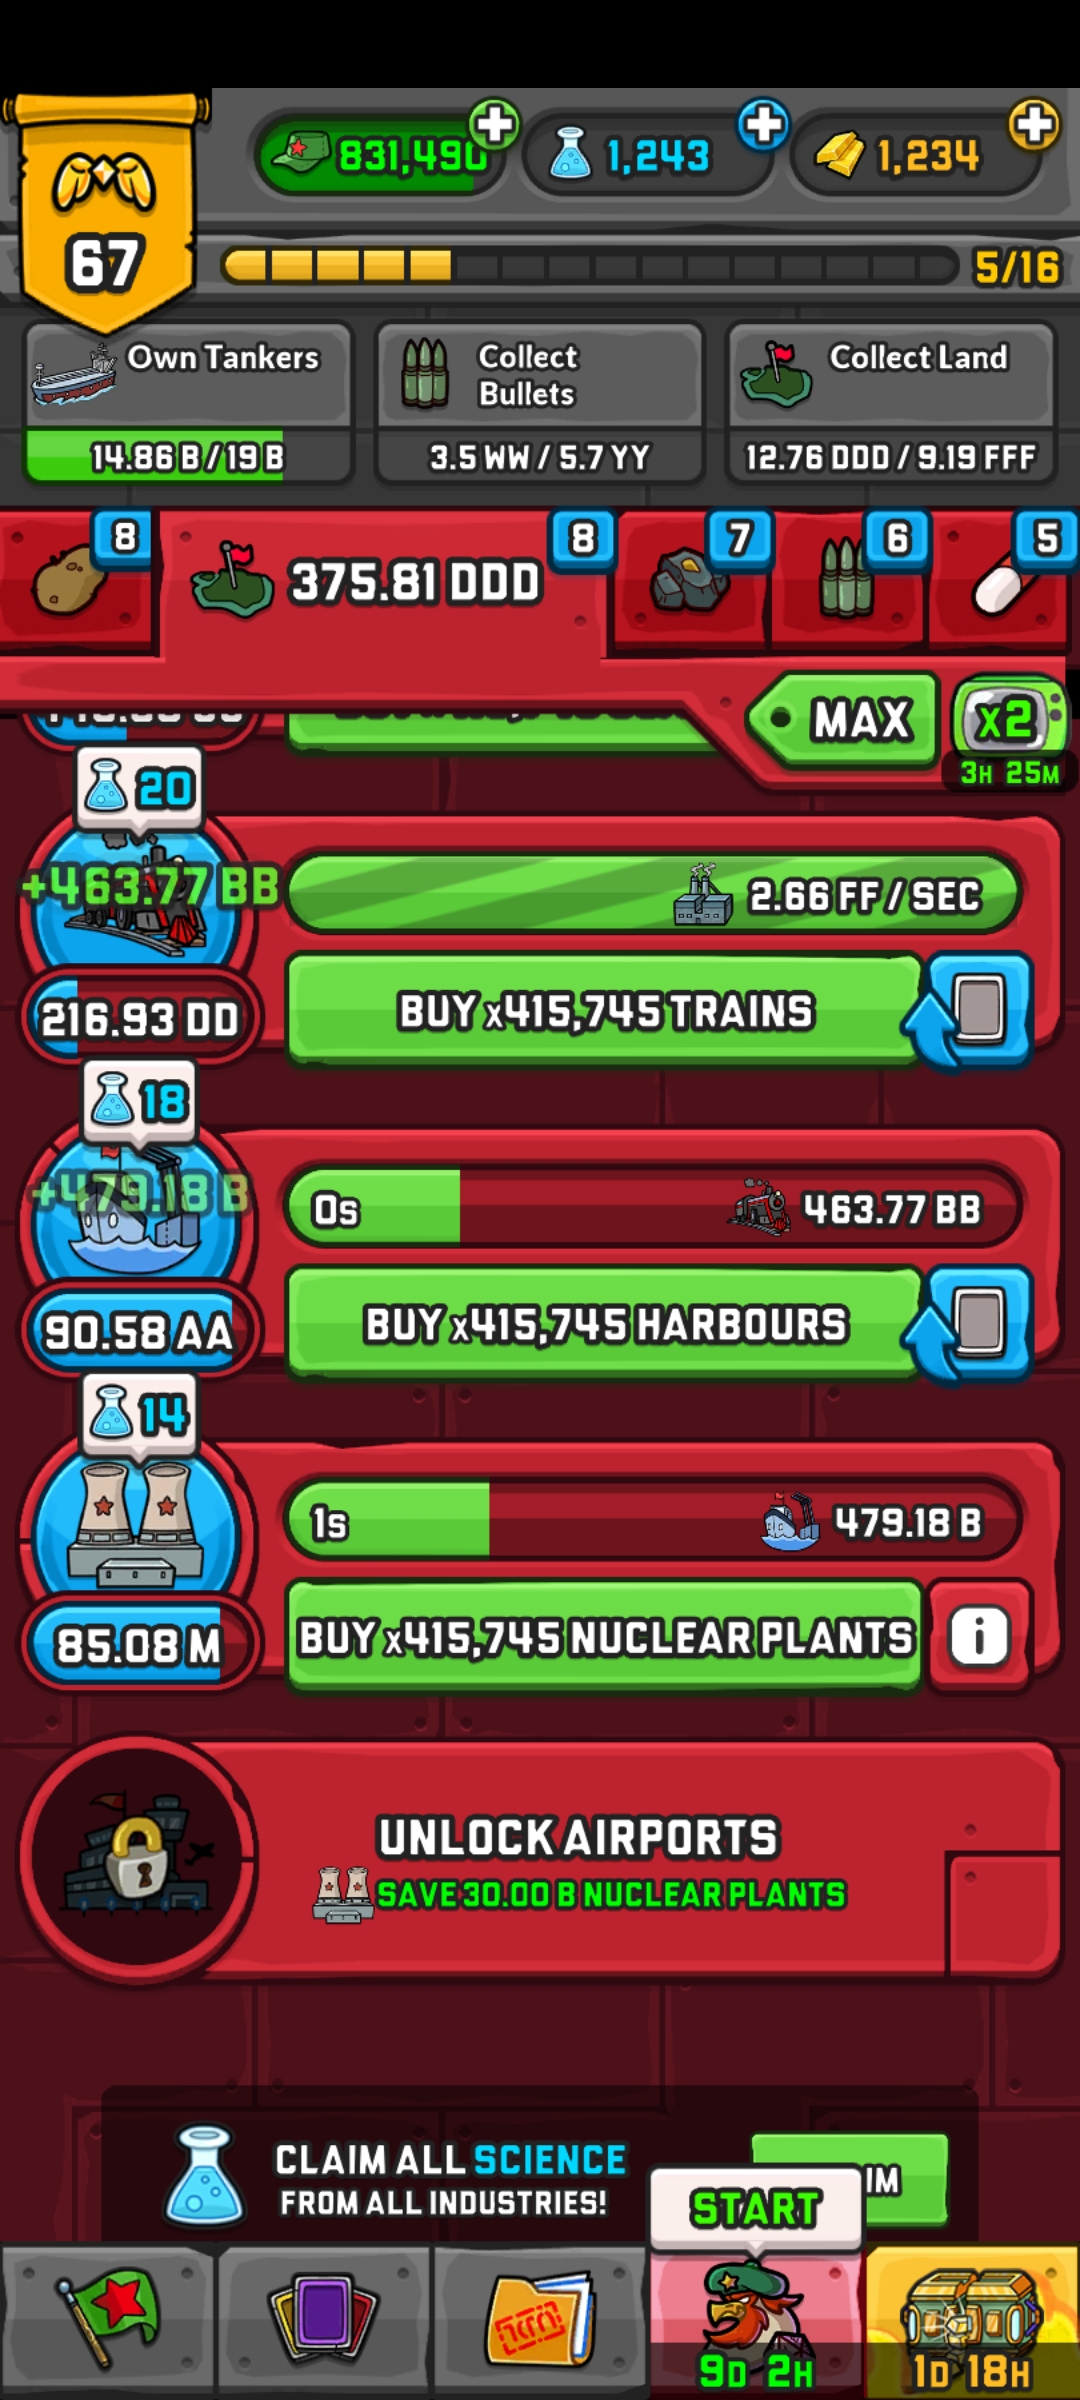 831,490
1,243
1,234
67
5/16
Own Tankers
14.86 B / 19 B
Collect
Bullets
3.5 WW / 5.7 YY
Collect Land
12.76 DDD / 9.19 FFF
8
375.81 DDD
8
7
6
5
MAX
x2
3H 25M
20
+463.77 BB
2.66 FF / SEC
216.93 DD
BUY x415,745 TRAINS
18
+479.18 B
0s
463.77 BB
90.58 AA
BUY x415,745 HARBOURS
14
1s
479.18 B
85.08 M
BUY x415,745 NUCLEAR PLANTS
i
UNLOCK AIRPORTS
SAVE 30.00 B NUCLEAR PLANTS
CLAIM ALL SCIENCE
FROM ALL INDUSTRIES!
START
9D 2H
1D 18H